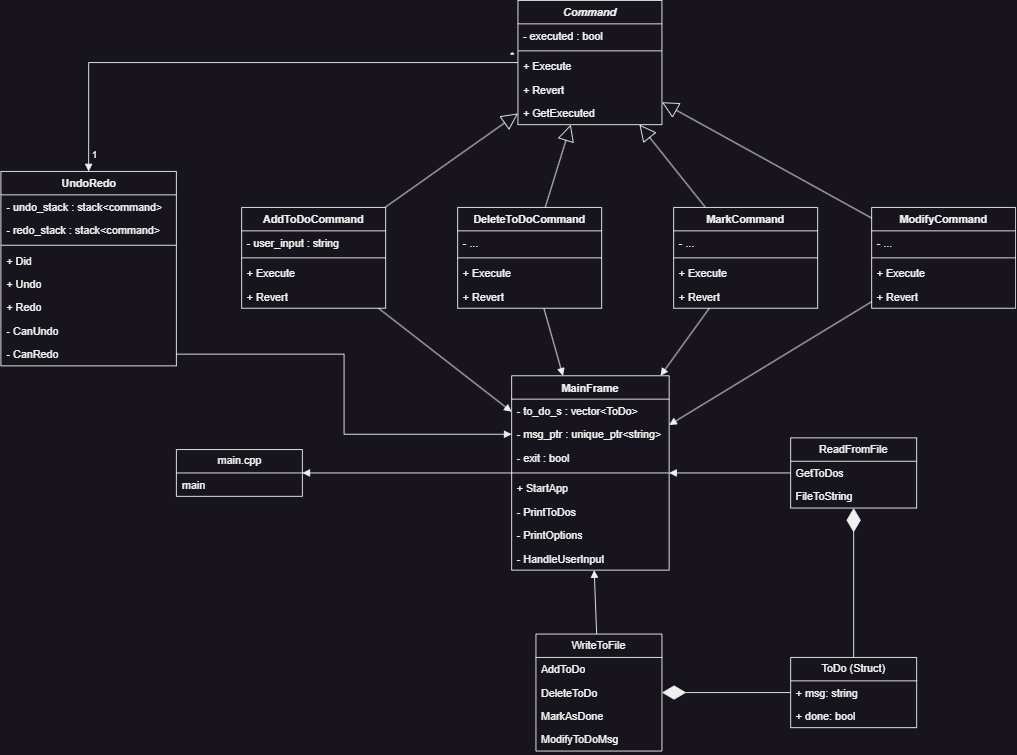 Command
- executed : bool
+ Execute
+ Revert
+ GetExecuted
*
1
UndoRedo
- undo_stack : stack<command>
- redo_stack : stack<command>
+ Did
+ Undo
+ Redo
- CanUndo
- CanRedo
AddToDoCommand
- user_input : string
+ Execute
+ Revert
DeleteToDoCommand
- ...
+ Execute
+ Revert
MarkCommand
- ...
+ Execute
+ Revert
ModifyCommand
- ...
+ Execute
+ Revert
MainFrame
- to_do_s : vector<ToDo>
- msg_ptr : unique_ptr<string>
- exit : bool
+ StartApp
- PrintToDos
- PrintOptions
- HandleUserInput
main.cpp
main
ReadFromFile
GetToDos
FileToString
WriteToFile
AddToDo
DeleteToDo
MarkAsDone
ModifyToDoMsg
ToDo (Struct)
+ msg: string
+ done: bool